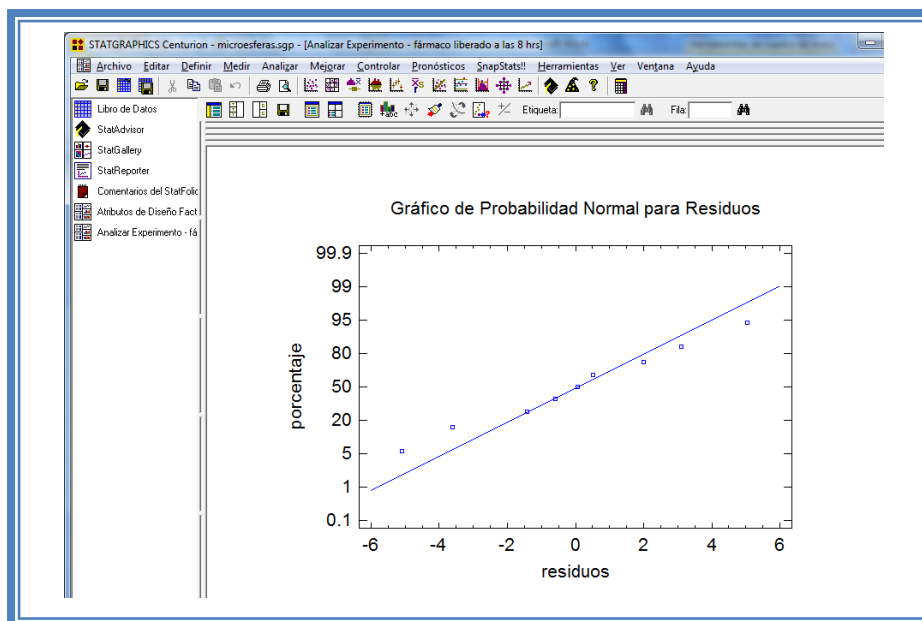 STATGRAPHICS Centurion - microesferas.sgp - [Analizar Experimento - fármaco liberado a las 8 hrs]
Archivo Editar Definir Medir Analizar Mejorar Controlar Pronósticos SnapStats!! Herramientas Ver Ventana Ayuda
Etiqueta: Fila:
Libro de Datos
StatAdvisor
StatGallery
StatReporter
Comentarios del StatFolic
Atributos de Diseño Fact
Analizar Experimento - fá
Gráfico de Probabilidad Normal para Residuos
99.9
99
95
80
50
20
5
1
0.1
porcentaje
-6 -4 -2 0 2 4 6
residuos